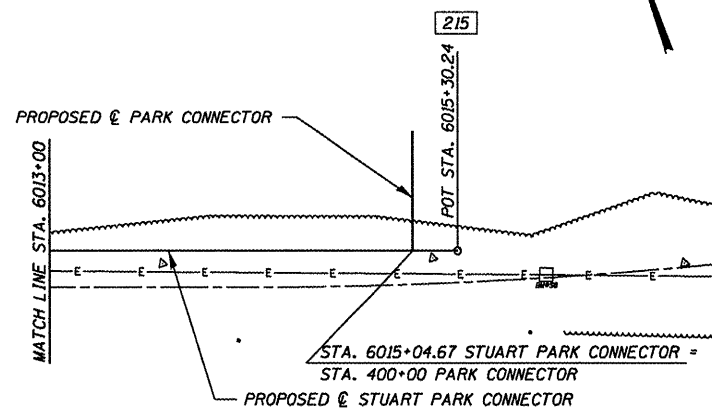 215
PROPOSED ℄ PARK CONNECTOR
POT STA. 6015+30.24
MATCH LINE STA. 6013+00
E E E E E E E E E E
STA. 6015+04.67 STUART PARK CONNECTOR =
STA. 400+00 PARK CONNECTOR
PROPOSED ℄ STUART PARK CONNECTOR